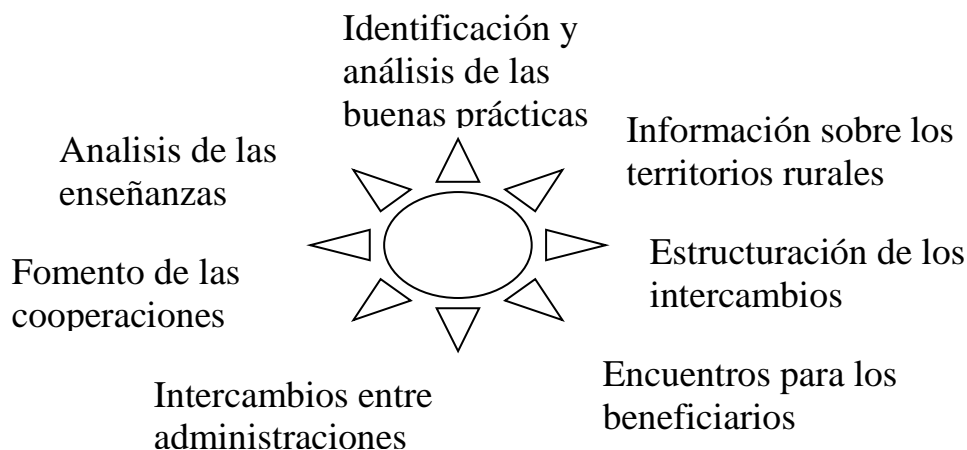 Identificación y
análisis de las
buenas prácticas
Información sobre los
territorios rurales
Estructuración de los
intercambios
Encuentros para los
beneficiarios
Intercambios entre
administraciones
Fomento de las
cooperaciones
Analisis de las
enseñanzas